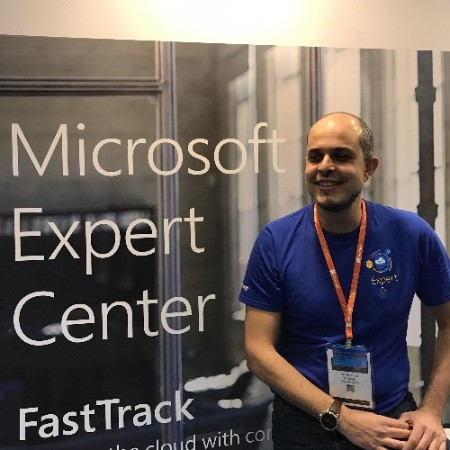 Microsoft
Expert
Center
FastTrack
the cloud with con
Expert